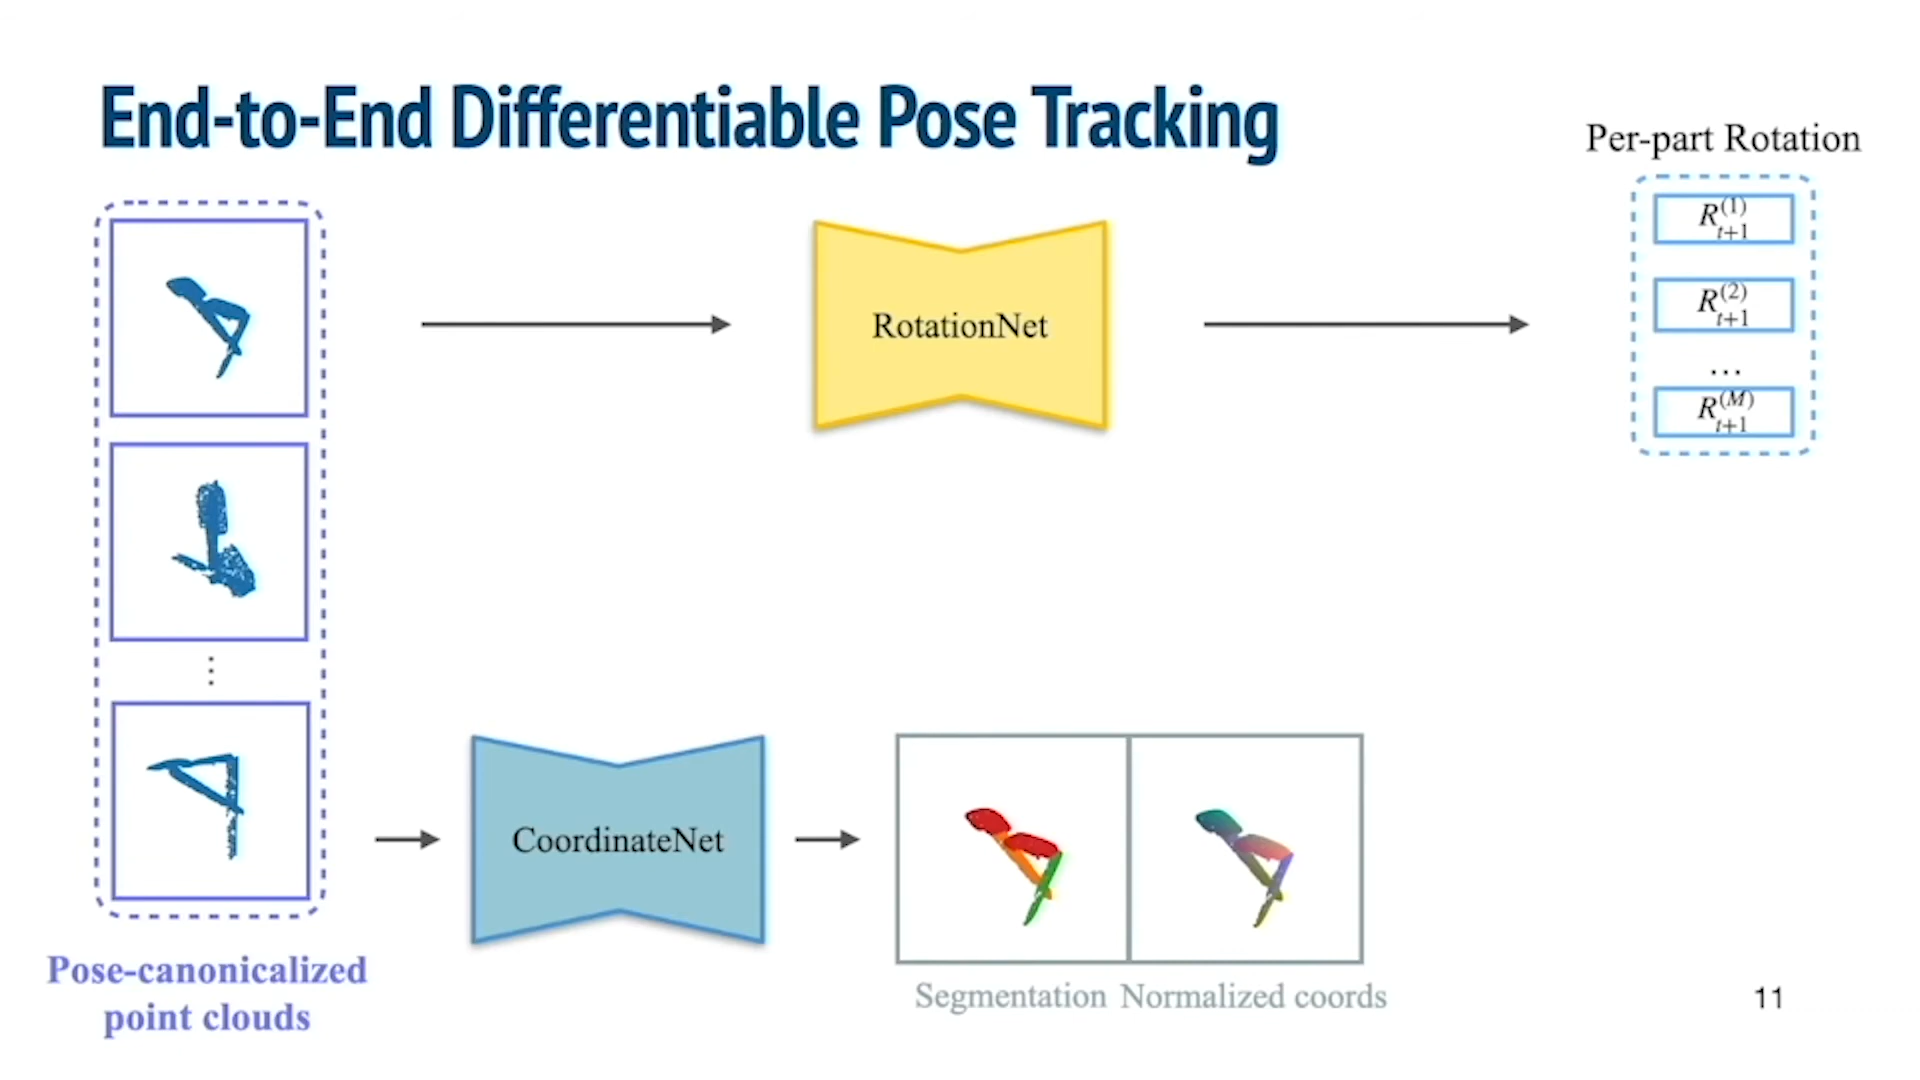 End-to-End Differentiable Pose Tracking
Per-part Rotation
R_{t+1}^{(1)}
R_{t+1}^{(2)}
...
R_{t+1}^{(M)}
RotationNet
⋮
CoordinateNet
Pose-canonicalized
point clouds
Segmentation
Normalized coords
11